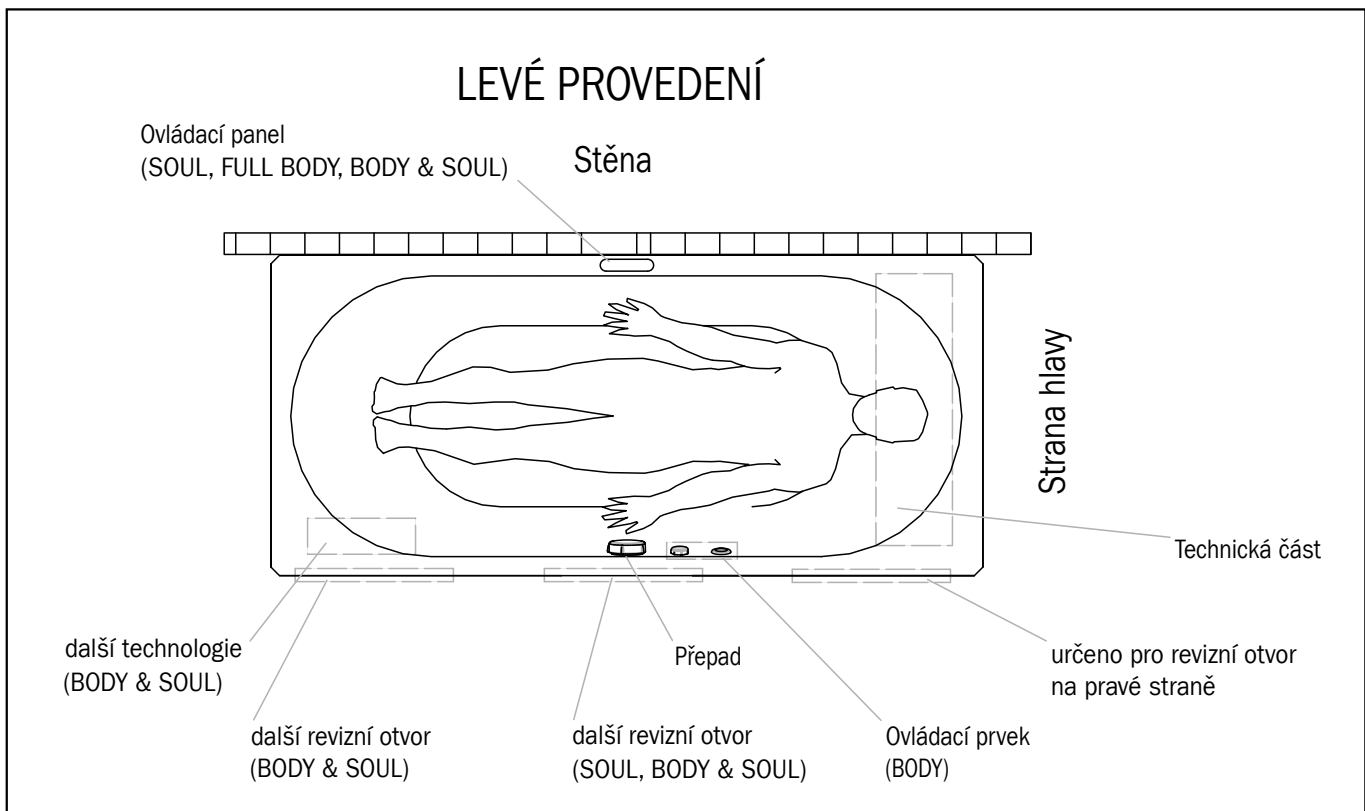 LEVÉ PROVEDENÍ
Ovládací panel
(SOUL, FULL BODY, BODY & SOUL)
Stěna
Strana hlavy
Technická část
další technologie
(BODY & SOUL)
Přepad
určeno pro revizní otvor
na pravé straně
další revizní otvor
(BODY & SOUL)
další revizní otvor
(SOUL, BODY & SOUL)
Ovládací prvek
(BODY)